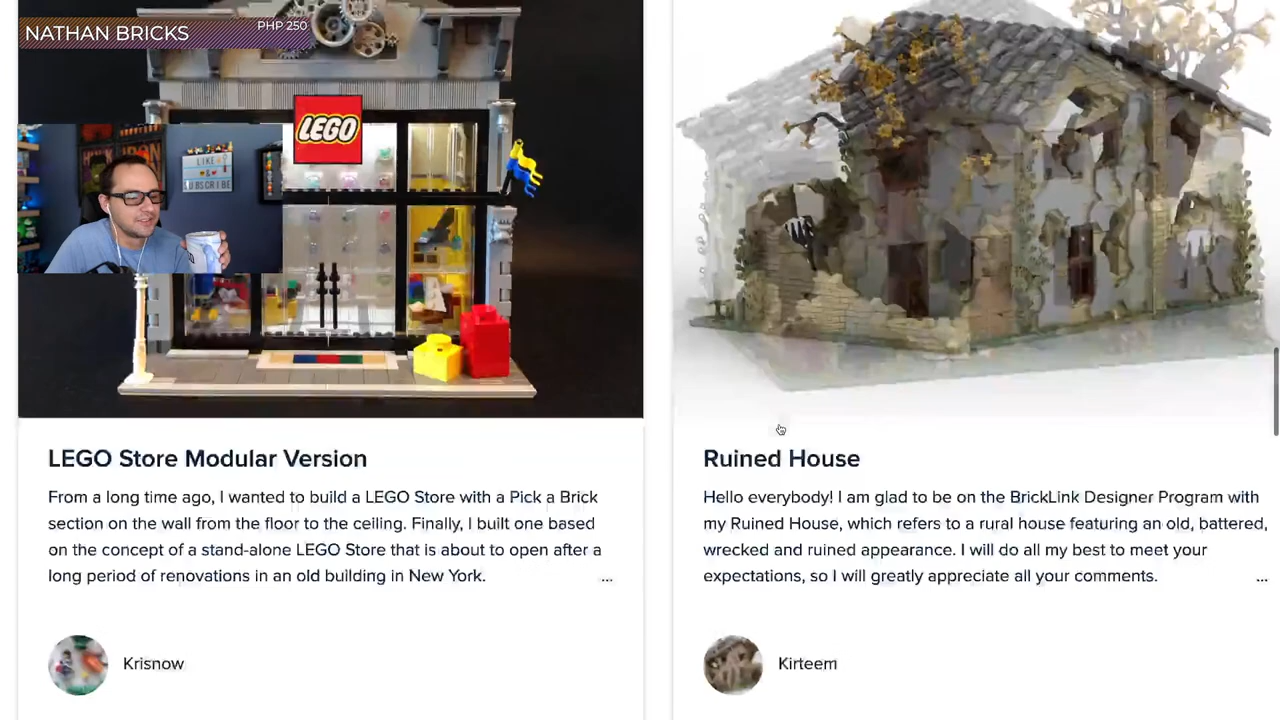 NATHAN BRICKS
PHP 250
LEGO
LIKE
&
SUBSCRIBE
LEGO Store Modular Version
From a long time ago, I wanted to build a LEGO Store with a Pick a Brick
section on the wall from the floor to the ceiling. Finally, I built one based
on the concept of a stand-alone LEGO Store that is about to open after a
long period of renovations in an old building in New York.
...
Krisnow
Ruined House
Hello everybody! I am glad to be on the BrickLink Designer Program with
my Ruined House, which refers to a rural house featuring an old, battered,
wrecked and ruined appearance. I will do all my best to meet your
expectations, so I will greatly appreciate all your comments.
...
Kirteem